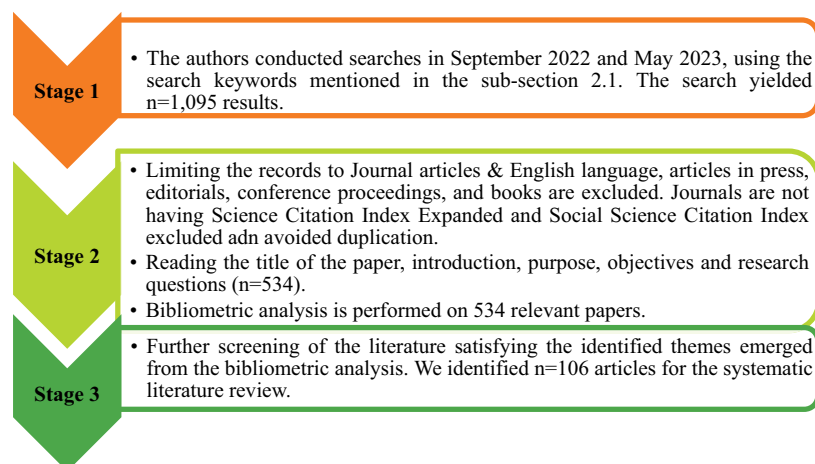 Stage 1
• The authors conducted searches in September 2022 and May 2023, using the
search keywords mentioned in the sub-section 2.1. The search yielded
n=1,095 results.
Stage 2
• Limiting the records to Journal articles & English language, articles in press,
editorials, conference proceedings, and books are excluded. Journals are not
having Science Citation Index Expanded and Social Science Citation Index
excluded adn avoided duplication.
• Reading the title of the paper, introduction, purpose, objectives and research
questions (n=534).
• Bibliometric analysis is performed on 534 relevant papers.
Stage 3
• Further screening of the literature satisfying the identified themes emerged
from the bibliometric analysis. We identified n=106 articles for the systematic
literature review.